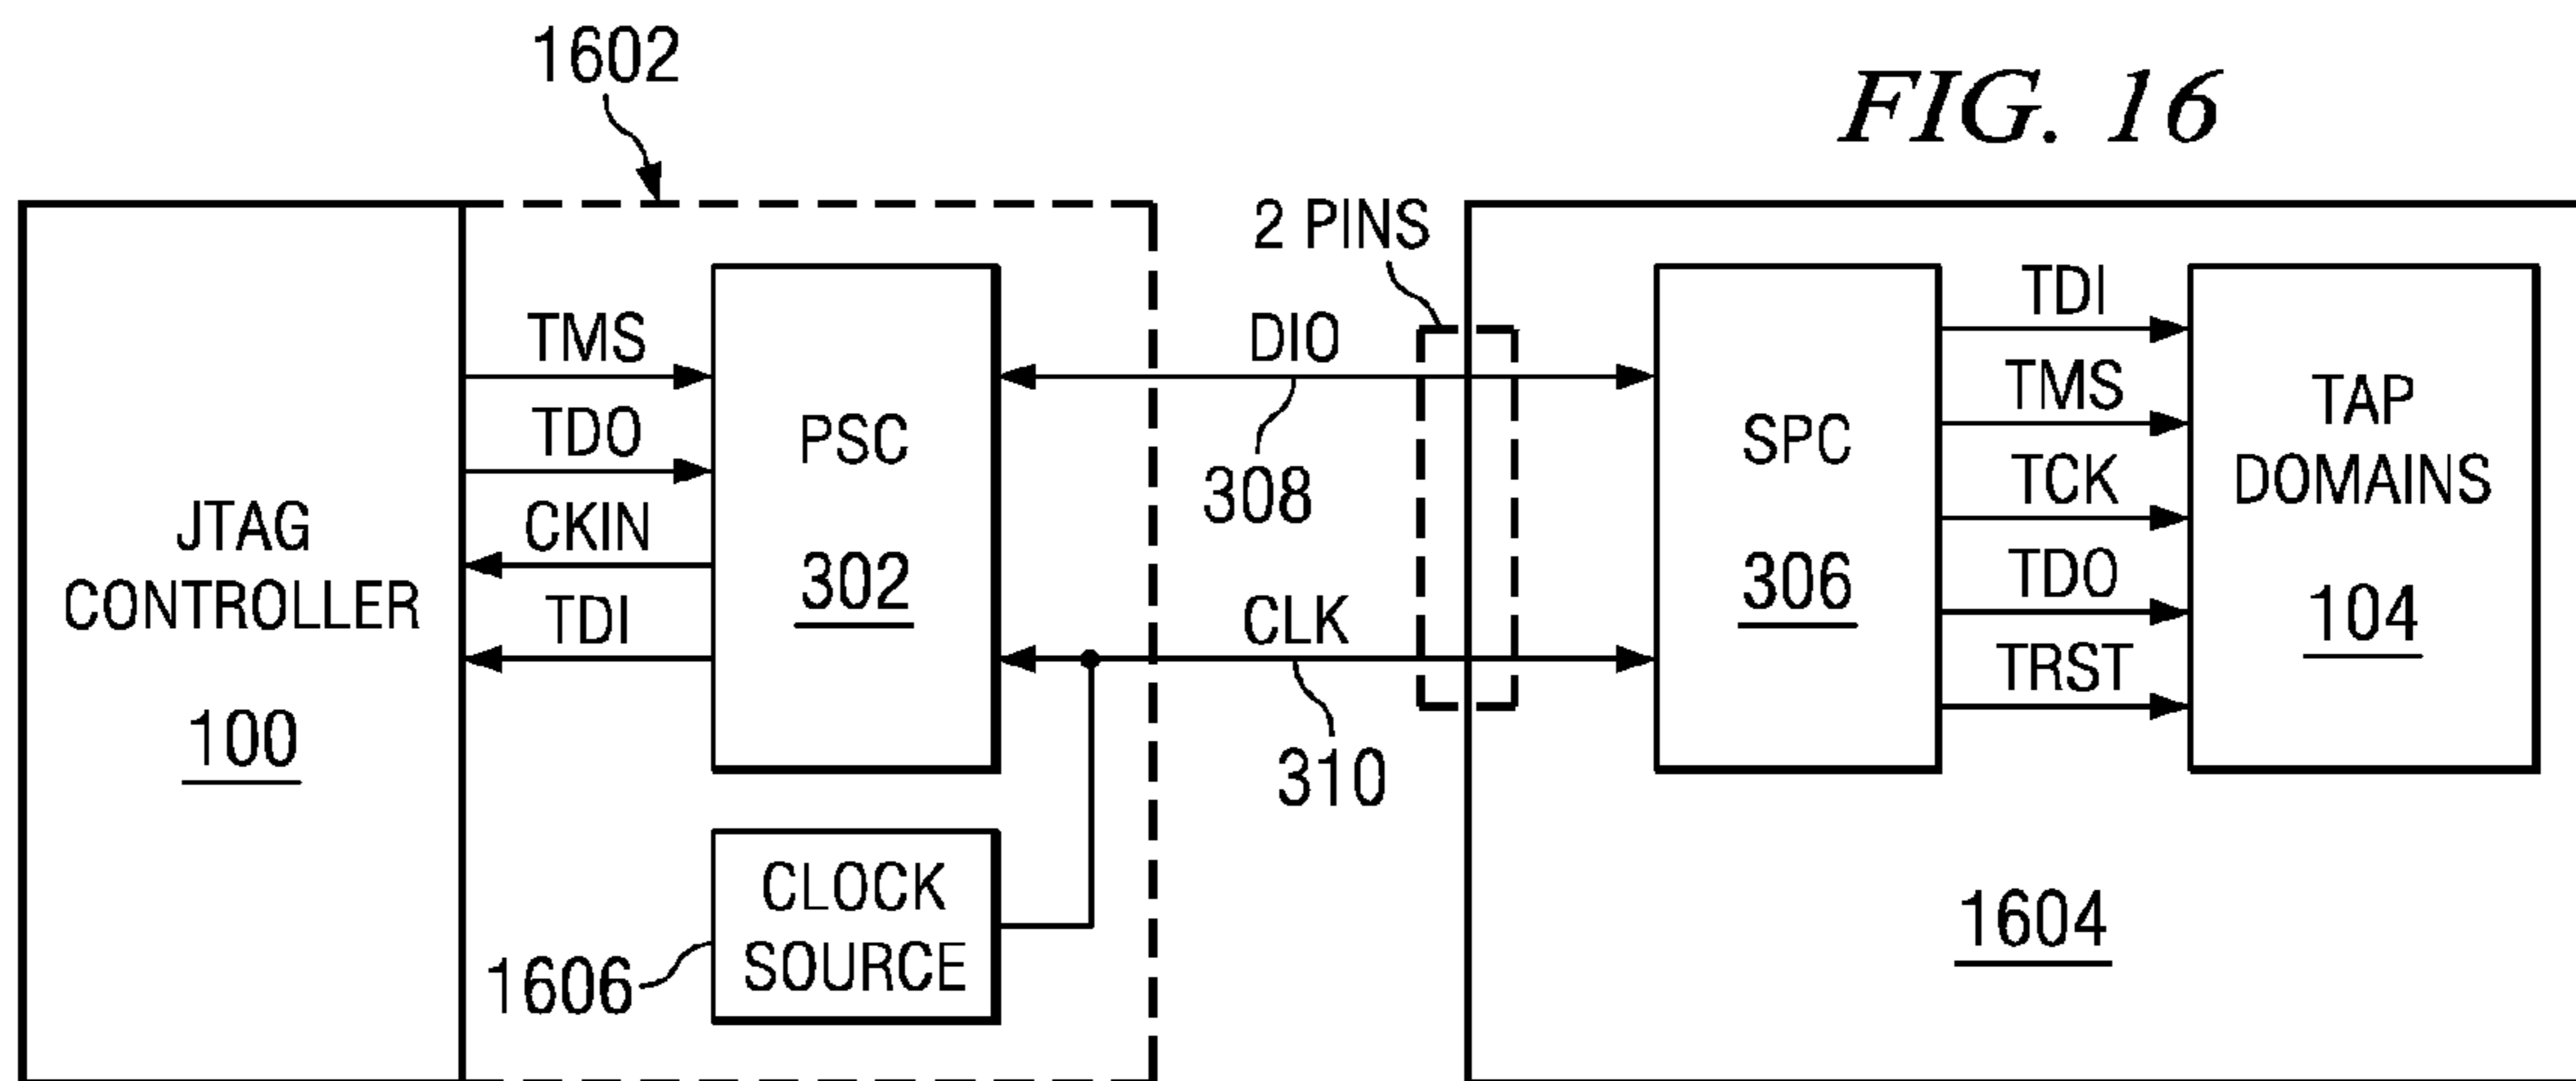 FIG. 16
1602
2 PINS
JTAG
CONTROLLER
100
TMS
TDO
CKIN
TDI
PSC
302
CLOCK
SOURCE
1606
DIO
308
CLK
310
SPC
306
TDI
TMS
TCK
TDO
TRST
TAP
DOMAINS
104
1604